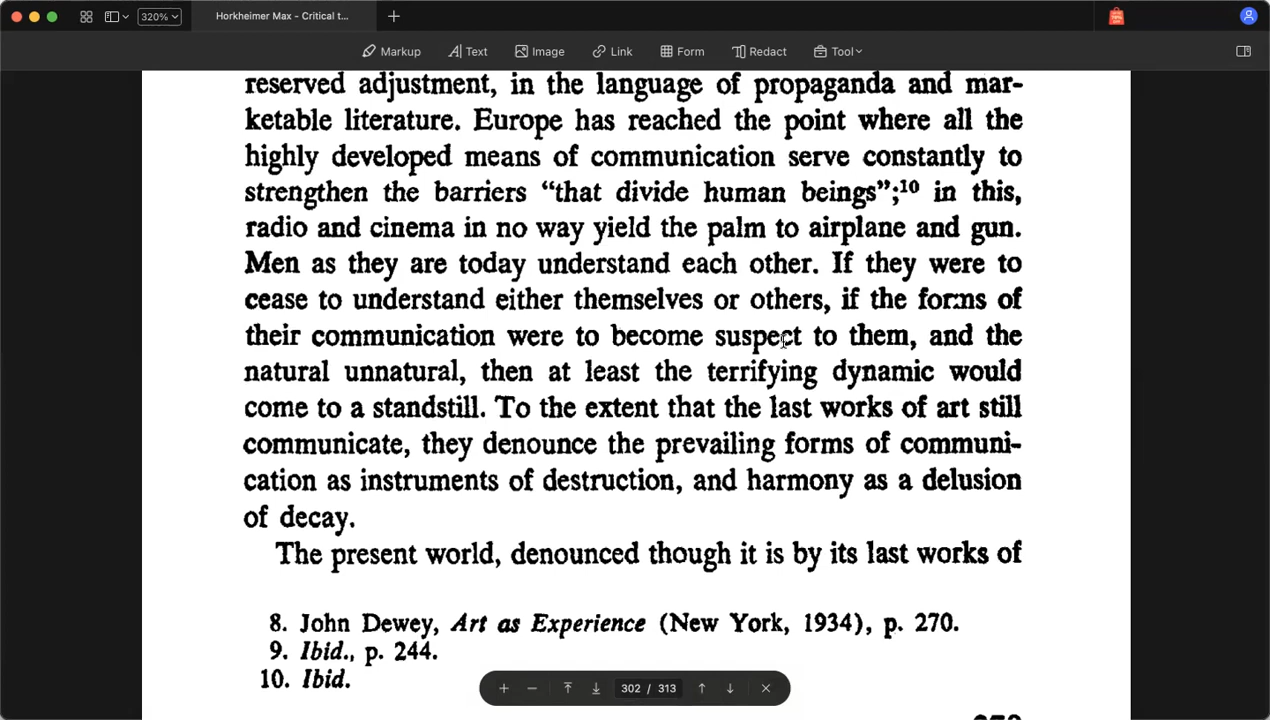 320%
Horkheimer Max - Critical t...
Markup Text Image Link Form Redact Tool
reserved adjustment, in the language of propaganda and mar-
ketable literature. Europe has reached the point where all the
highly developed means of communication serve constantly to
strengthen the barriers “that divide human beings”;¹⁰ in this,
radio and cinema in no way yield the palm to airplane and gun.
Men as they are today understand each other. If they were to
cease to understand either themselves or others, if the forms of
their communication were to become suspect to them, and the
natural unnatural, then at least the terrifying dynamic would
come to a standstill. To the extent that the last works of art still
communicate, they denounce the prevailing forms of communi-
cation as instruments of destruction, and harmony as a delusion
of decay.
The present world, denounced though it is by its last works of
8. John Dewey, Art as Experience (New York, 1934), p. 270.
9. Ibid., p. 244.
10. Ibid.
302 / 313